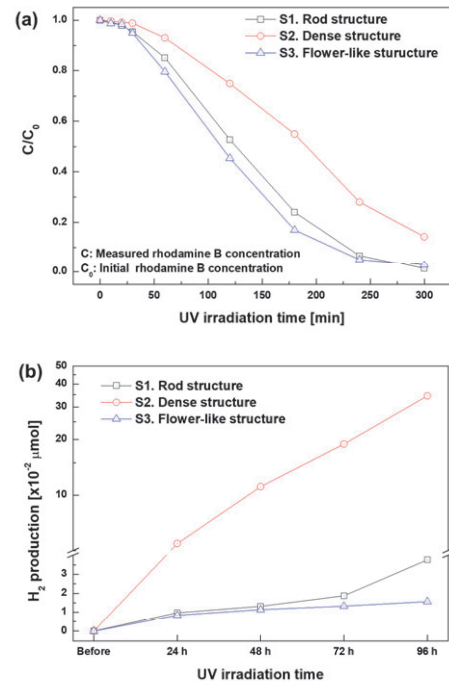 (a)
S1. Rod structure
S2. Dense structure
S3. Flower-like sturucture
C/C0
1.0
0.8
0.6
0.4
0.2
0.0
C: Measured rhodamine B concentration
C0: Initial rhodamine B concentration
0 50 100 150 200 250 300
UV irradiation time [min]
(b)
S1. Rod structure
S2. Dense structure
S3. Flower-like structure
H2 production [x10-2 μmol]
50
40
30
20
10
3
2
1
0
Before 24 h 48 h 72 h 96 h
UV irradiation time